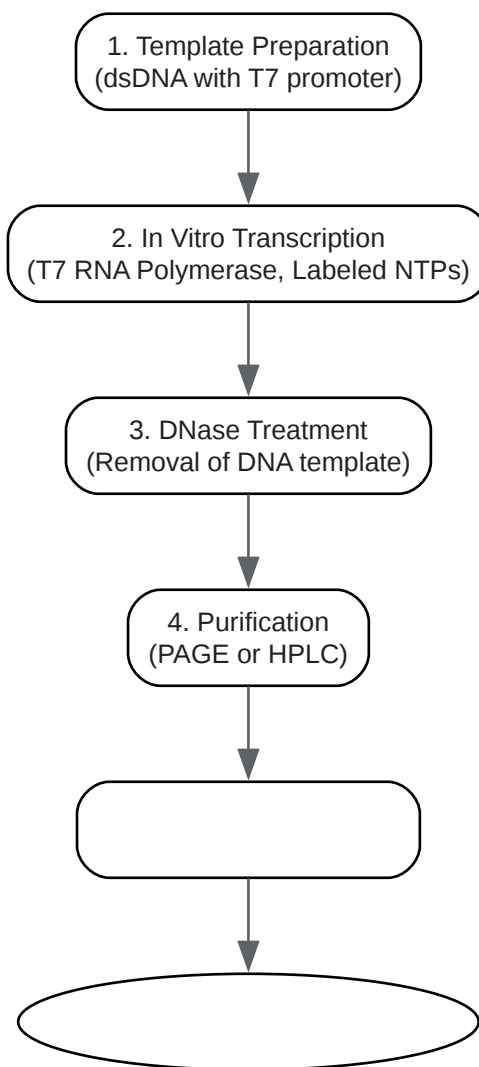 1. Template Preparation
(dsDNA with T7 promoter)
2. In Vitro Transcription
(T7 RNA Polymerase, Labeled NTPs)
3. DNase Treatment
(Removal of DNA template)
4. Purification
(PAGE or HPLC)